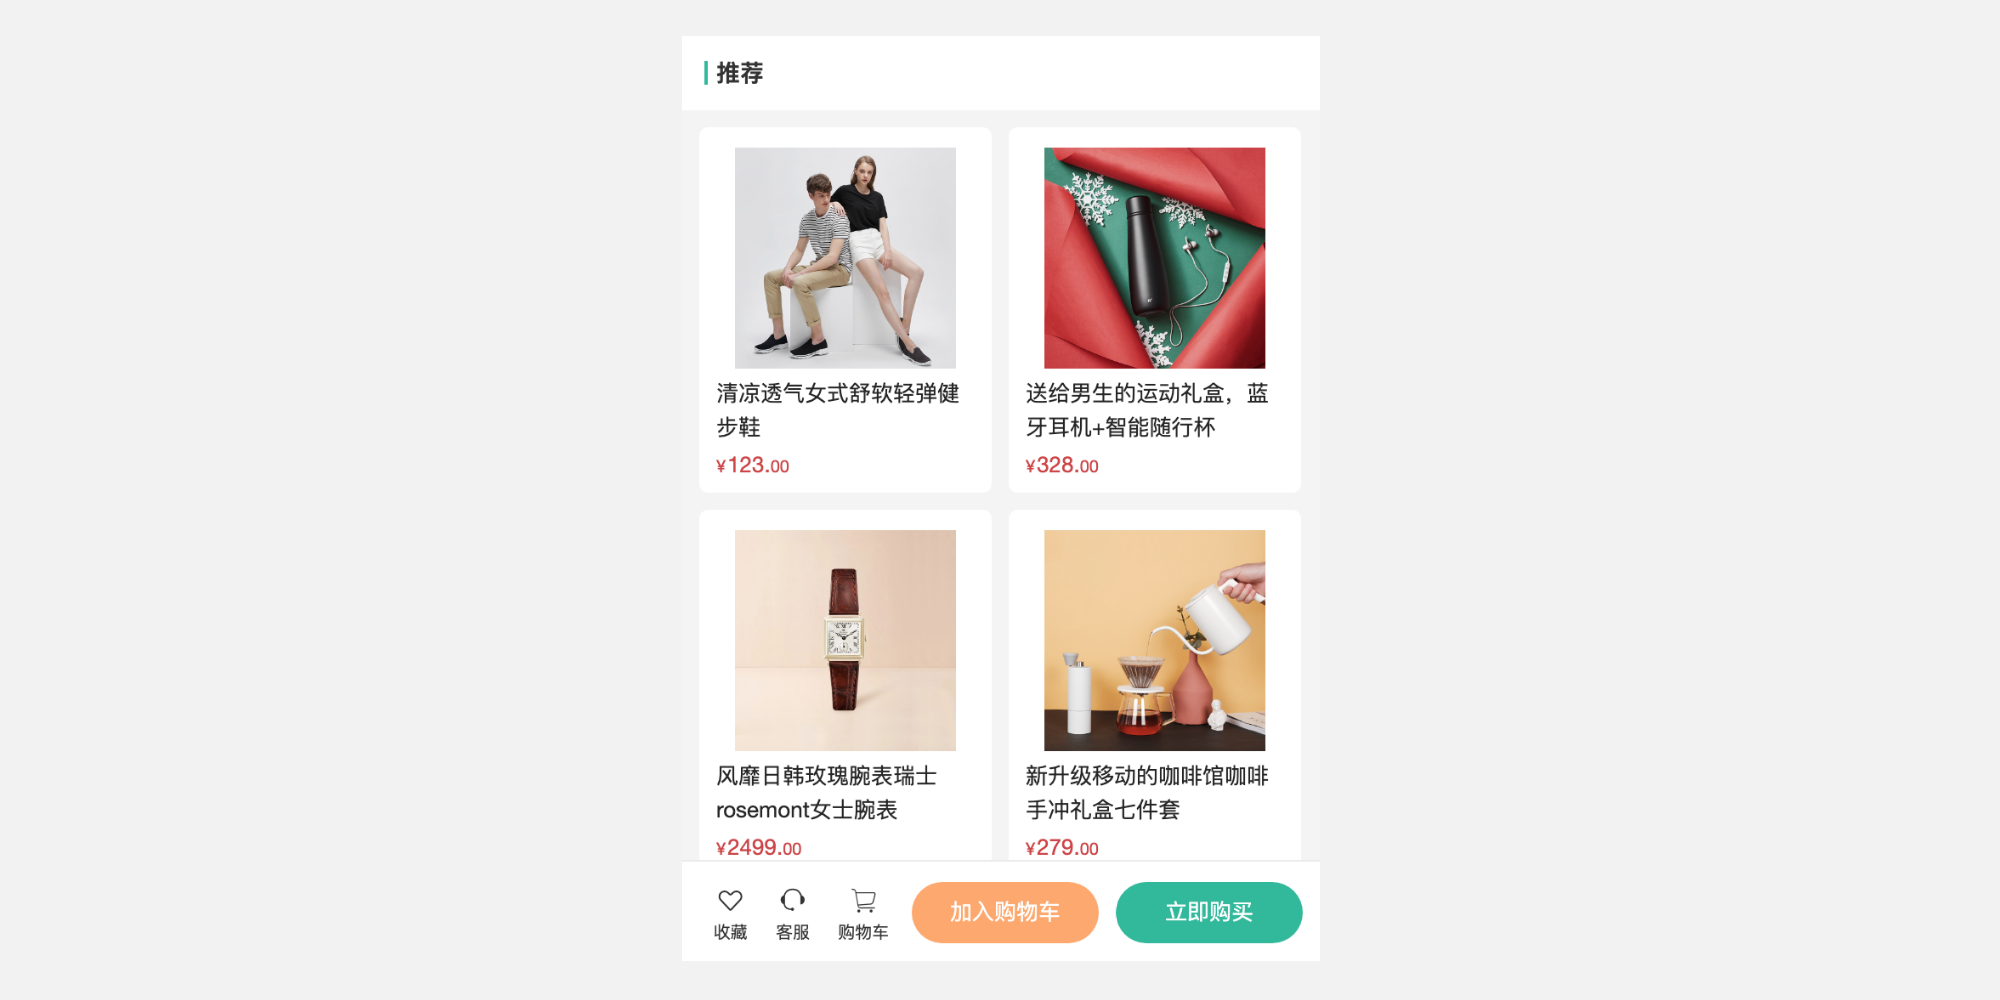 推荐
清凉透气女式舒软轻弹健
步鞋
¥123.00
送给男生的运动礼盒，蓝
牙耳机+智能随行杯
¥328.00
风靡日韩玫瑰腕表瑞士
rosemont女士腕表
¥2499.00
新升级移动的咖啡馆咖啡
手冲礼盒七件套
¥279.00
收藏
客服
购物车
加入购物车
立即购买